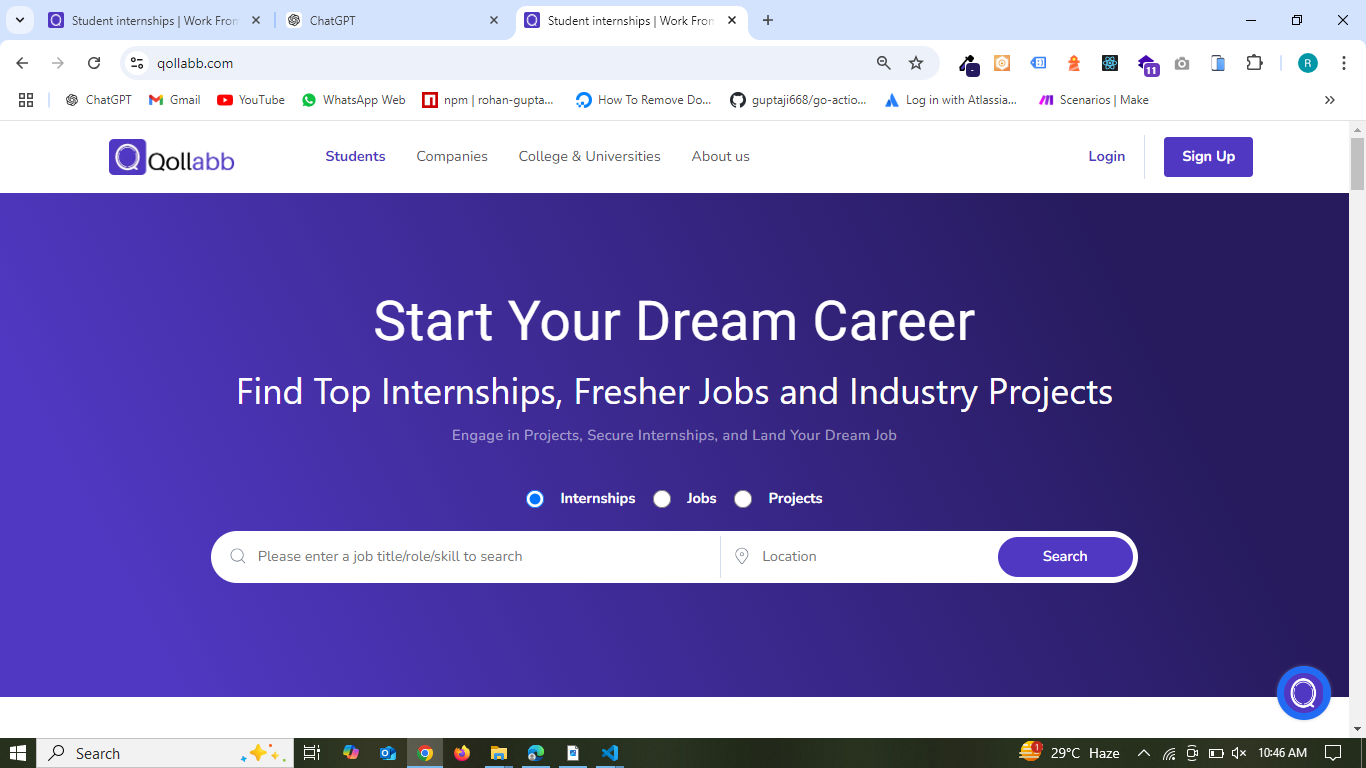 Student internships | Work Fron
ChatGPT
Student internships | Work Fron
qollabb.com
11
R
ChatGPT
Gmail
YouTube
WhatsApp Web
npm | rohan-gupta...
How To Remove Do...
guptaji668/go-actio...
Log in with Atlassia...
Scenarios | Make
Qollabb
Students
Companies
College & Universities
About us
Login
Sign Up
Start Your Dream Career
Find Top Internships, Fresher Jobs and Industry Projects
Engage in Projects, Secure Internships, and Land Your Dream Job
Internships
Jobs
Projects
Please enter a job title/role/skill to search
Location
Search
Search
1
29°C Haze
10:46 AM